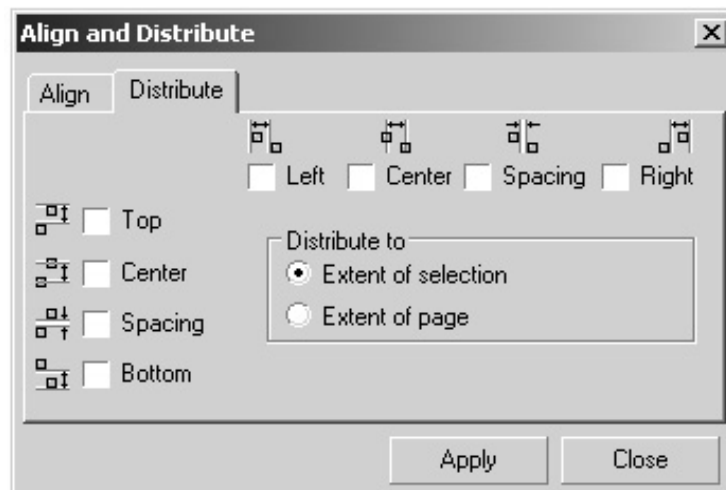 Align and Distribute
Align Distribute
Left Center Spacing Right
Top
Center
Spacing
Bottom
Distribute to
Extent of selection
Extent of page
Apply Close